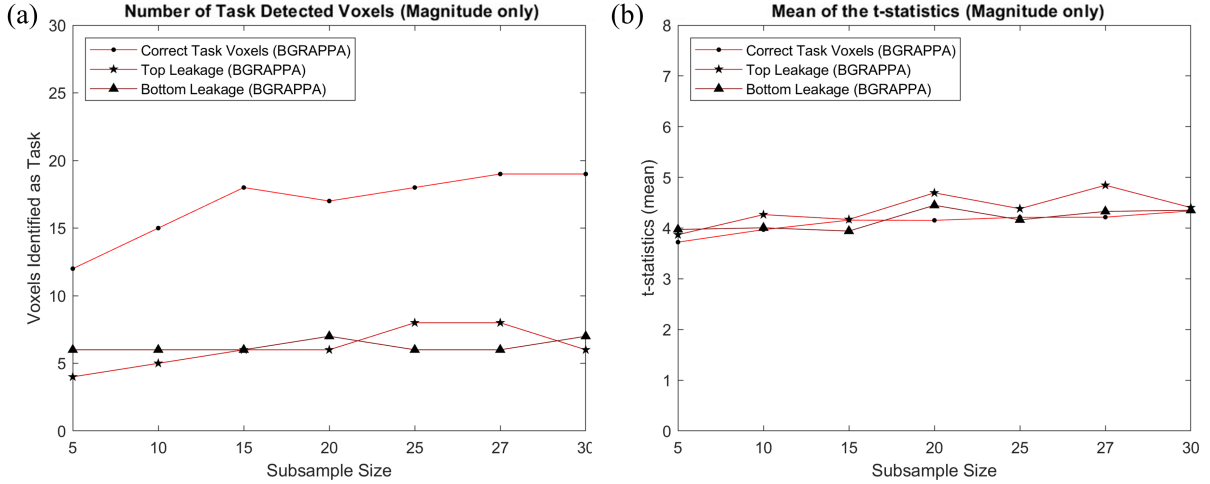 (a)
Number of Task Detected Voxels (Magnitude only)
30
25
20
15
10
5
0
Voxels Identified as Task
Correct Task Voxels (BGRAPPA)
Top Leakage (BGRAPPA)
Bottom Leakage (BGRAPPA)
5 10 15 20 25 27 30
Subsample Size
(b)
Mean of the t-statistics (Magnitude only)
8
7
6
5
4
3
2
1
0
t-statistics (mean)
Correct Task Voxels (BGRAPPA)
Top Leakage (BGRAPPA)
Bottom Leakage (BGRAPPA)
5 10 15 20 25 27 30
Subsample Size